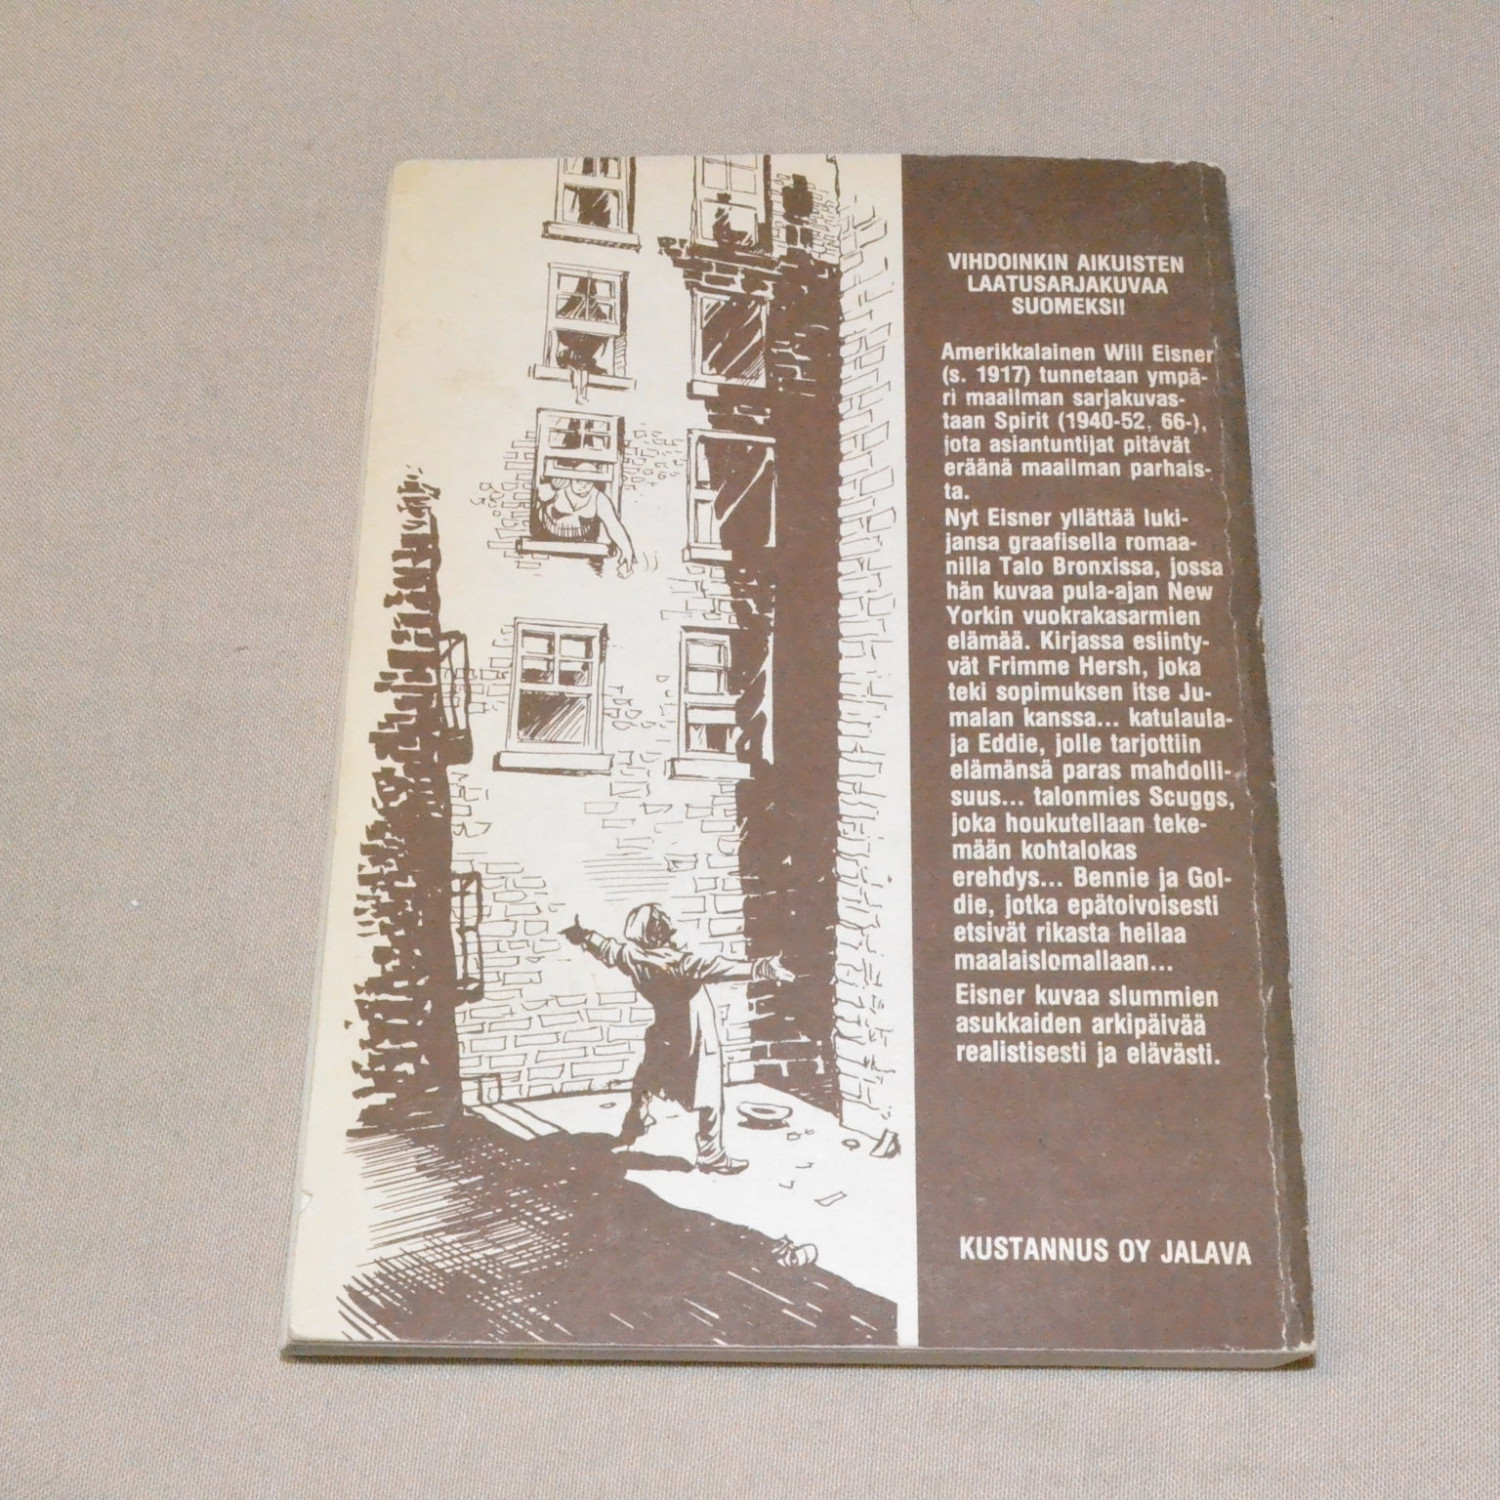 VIHDOINKIN AIKUISTEN
LAATUSARJAKUVAA
SUOMEKSI!
Amerikkalainen Will Eisner
(s. 1917) tunnetaan ympä-
ri maailman sarjakuvas-
taan Spirit (1940-52, 66-),
jota asiantuntijat pitävät
eräänä maailman parhais-
ta.
Nyt Eisner yllättää luki-
jansa graafisella romaa-
nilla Talo Bronxissa, jossa
hän kuvaa pula-ajan New
Yorkin vuokrakasarmien
elämää. Kirjassa esiinty-
vät Frimme Hersh, joka
teki sopimuksen itse Ju-
malan kanssa... katulaula-
ja Eddie, jolle tarjottiin
elämänsä paras mahdolli-
suus... talonmies Scuggs,
joka houkutellaan teke-
mään kohtalokas
erehdys... Bennie ja Gol-
die, jotka epätoivoisesti
etsivät rikasta heilaa
maalaislomallaan...
Eisner kuvaa slummien
asukkaiden arkipäivää
realistisesti ja elävästi.
KUSTANNUS OY JALAVA